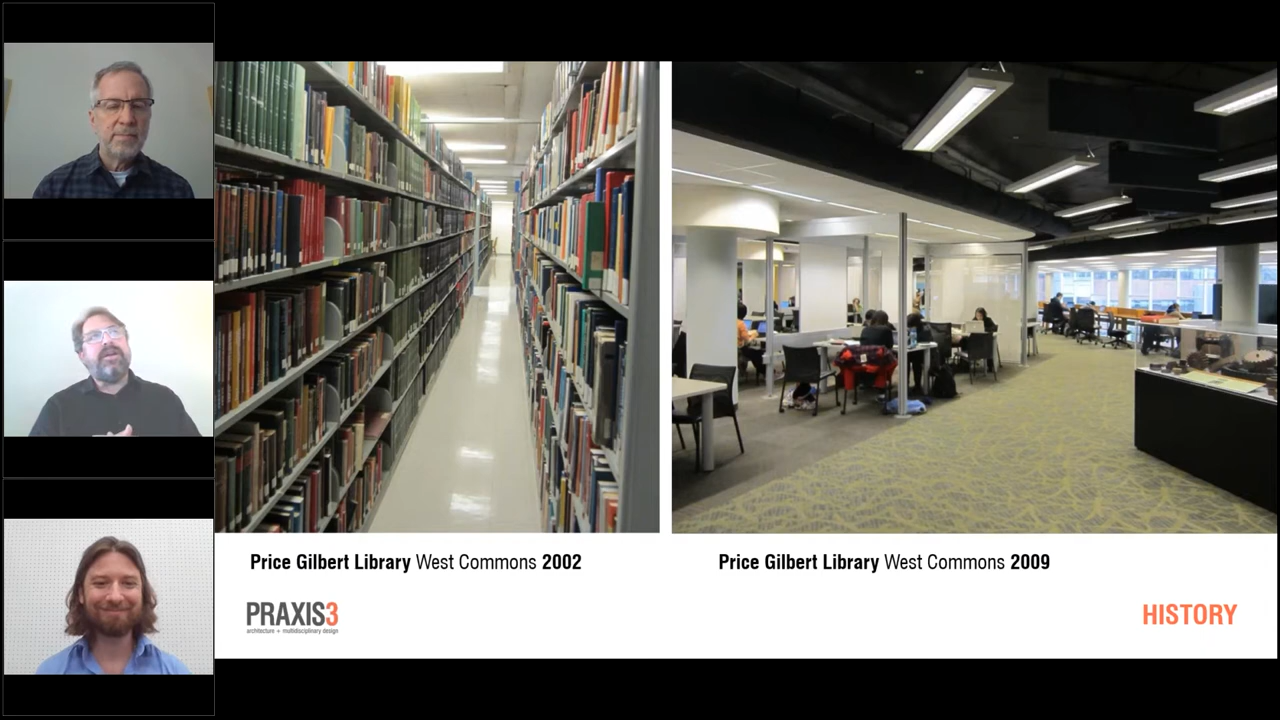 Price Gilbert Library West Commons 2002
Price Gilbert Library West Commons 2009
PRAXIS3
architecture + multidisciplinary design
HISTORY